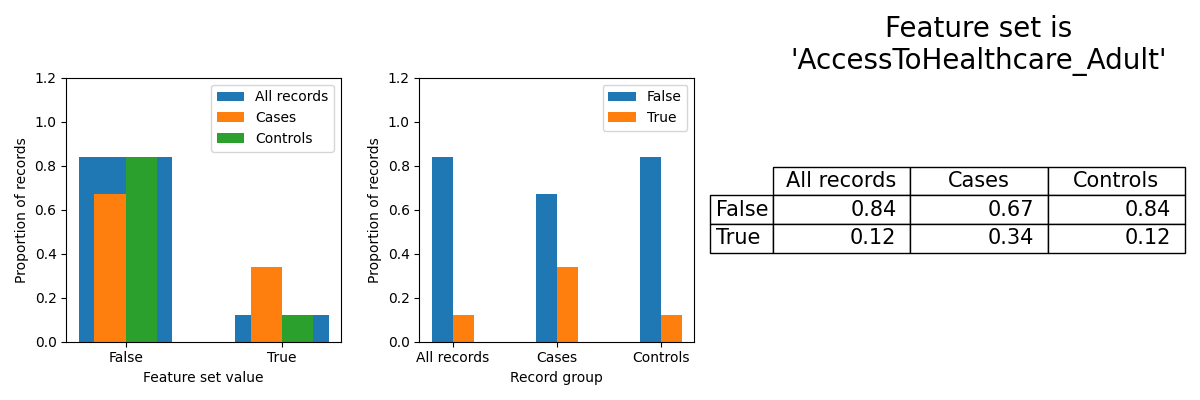 Feature set is
'AccessToHealthcare_Adult'
1.2
1.0
0.8
0.6
0.4
0.2
0.0
Proportion of records
All records
Cases
Controls
False
True
Feature set value
1.2
1.0
0.8
0.6
0.4
0.2
0.0
Proportion of records
False
True
All records
Cases
Controls
Record group
All records Cases Controls
False 0.84 0.67 0.84
True 0.12 0.34 0.12